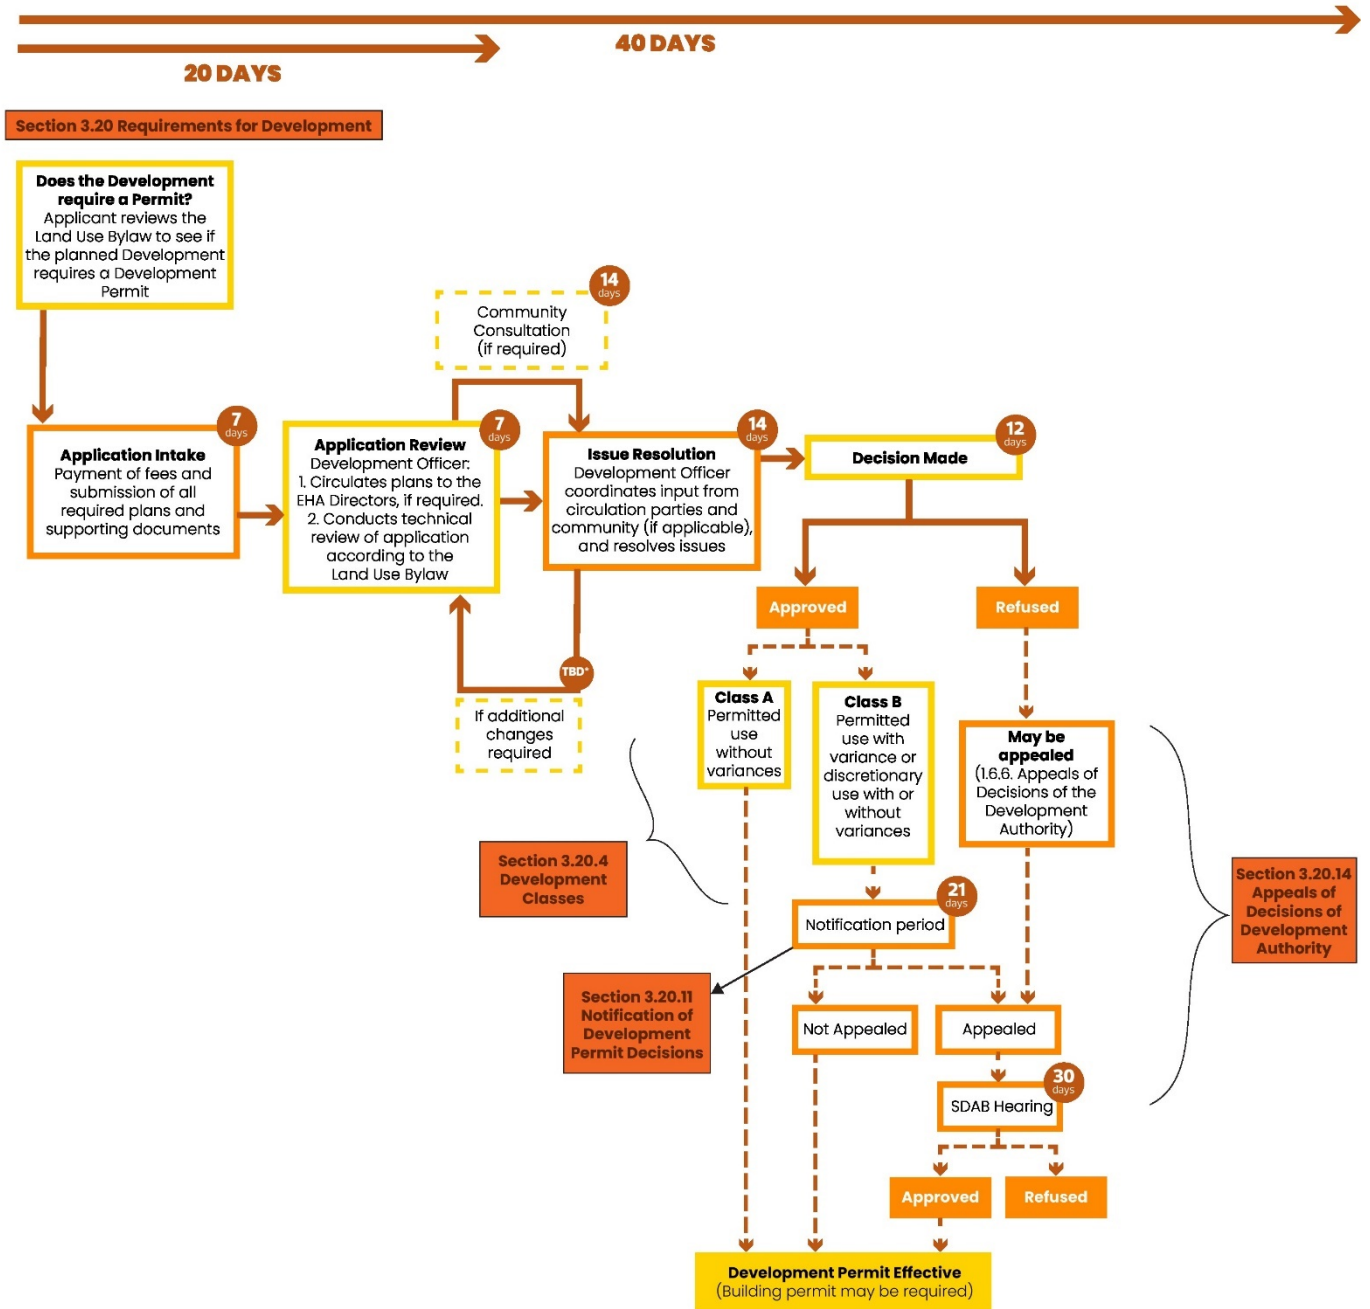 40 DAYS
20 DAYS
Section 3.20 Requirements for Development
Does the Development
require a Permit?
Applicant reviews the
Land Use Bylaw to see if
the planned Development
requires a Development
Permit
14
days
Community
Consultation
(if required)
7
days
Application Intake
Payment of fees and
submission of all
required plans and
supporting documents
7
days
Application Review
Development Officer:
1. Circulates plans to the
EHA Directors, if required.
2. Conducts technical
review of application
according to the
Land Use Bylaw
14
days
Issue Resolution
Development Officer
coordinates input from
circulation parties and
community (if applicable),
and resolves issues
12
days
Decision Made
TBD*
If additional
changes
required
Approved
Refused
Class A
Permitted
use
without
variances
Class B
Permitted
use with
variance or
discretionary
use with or
without
variances
May be
appealed
(1.6.6. Appeals of
Decisions of the
Development
Authority)
Section 3.20.4
Development
Classes
Section 3.20.14
Appeals of
Decisions of
Development
Authority
21
days
Notification period
Section 3.20.11
Notification of
Development
Permit Decisions
Not Appealed
Appealed
30
days
SDAB Hearing
Approved
Refused
Development Permit Effective
(Building permit may be required)